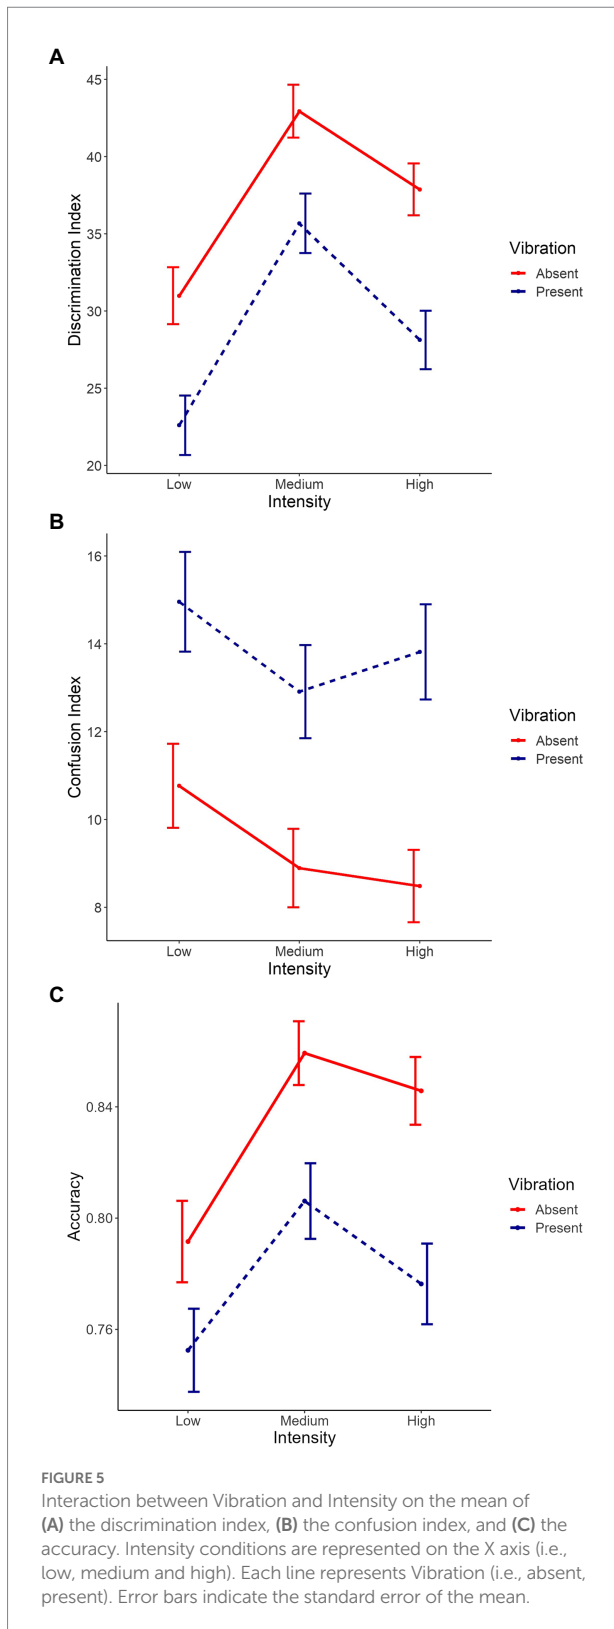 A
45
40
35
30
25
20
Discrimination Index
Low Medium High
Intensity
Vibration
Absent
Present
B
16
14
12
10
8
Confusion Index
Low Medium High
Intensity
Vibration
Absent
Present
C
0.84
0.80
0.76
Accuracy
Low Medium High
Intensity
Vibration
Absent
Present
FIGURE 5
Interaction between Vibration and Intensity on the mean of
(A) the discrimination index, (B) the confusion index, and (C) the
accuracy. Intensity conditions are represented on the X axis (i.e.,
low, medium and high). Each line represents Vibration (i.e., absent,
present). Error bars indicate the standard error of the mean.